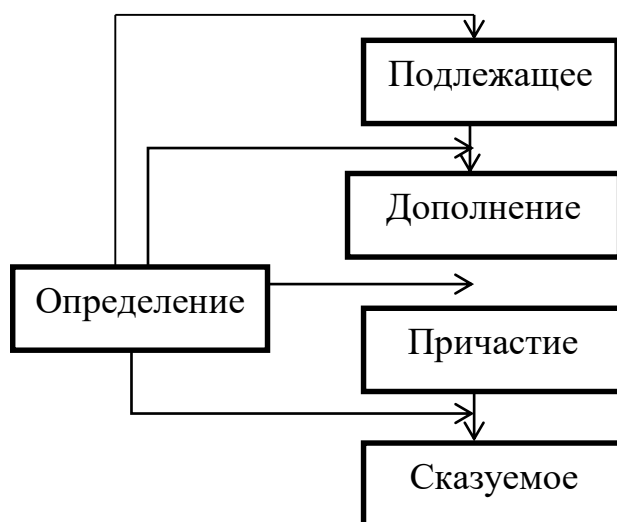 Подлежащее
Дополнение
Определение
Причастие
Сказуемое